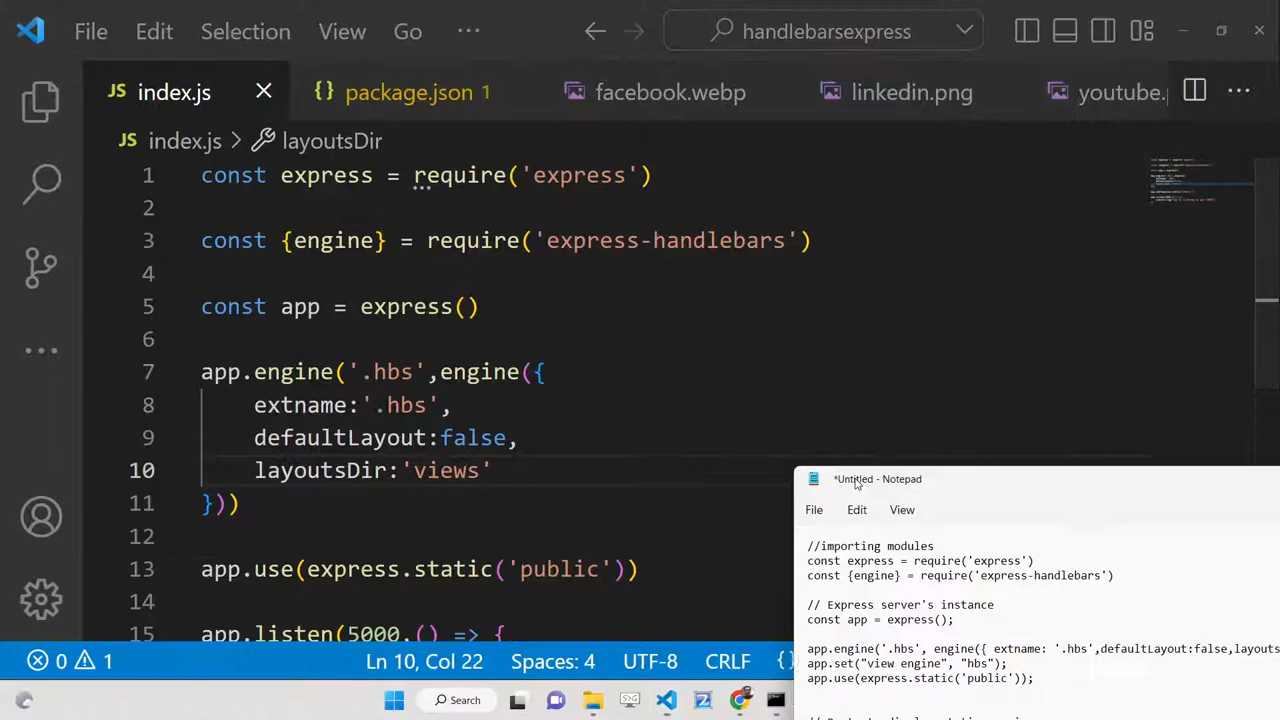 File Edit Selection View Go ··· handlebarsexpress
JS index.js {} package.json 1 facebook.webp linkedin.png youtube.
JS index.js > layoutsDir
1 const express = require('express')
2
3 const {engine} = require('express-handlebars')
4
5 const app = express()
6
7 app.engine('.hbs',engine({
8 extname:'.hbs',
9 defaultLayout:false,
10 layoutsDir:'views'
11 }))
12
13 app.use(express.static('public'))
14
15 app.listen(5000,() => {
*Untitled - Notepad
File Edit View
//importing modules
const express = require('express')
const {engine} = require('express-handlebars')
// Express server's instance
const app = express();
app.engine('.hbs', engine({ extname: '.hbs',defaultLayout:false,layouts
app.set("view engine", "hbs");
app.use(express.static('public'));
0 1 Ln 10, Col 22 Spaces: 4 UTF-8 CRLF {}
Search